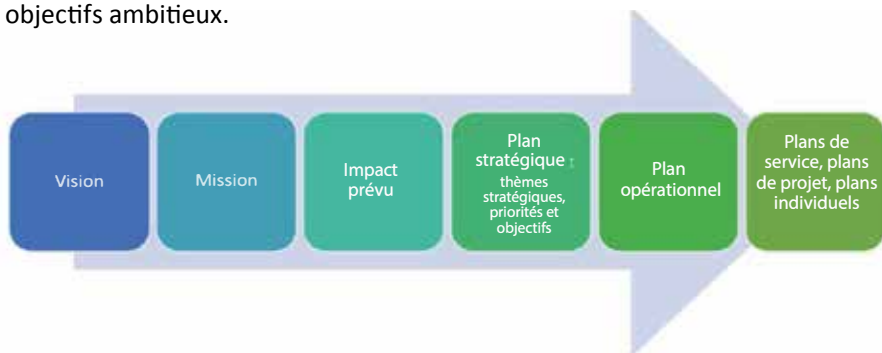 objectifs ambitieux.
Vision
Mission
Impact
prévu
Plan
stratégique :
thèmes
stratégiques,
priorités et
objectifs
Plan
opérationnel
Plans de
service, plans
de projet, plans
individuels